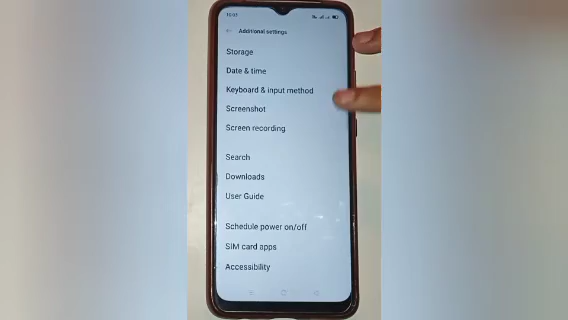 Additional settings
Storage
Date & time
Keyboard & input method
Screenshot
Screen recording
Search
Downloads
User Guide
Schedule power on/off
SIM card apps
Accessibility